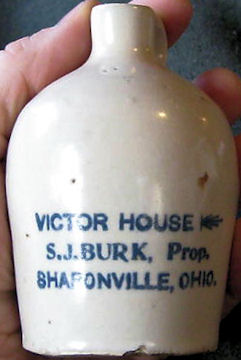 VICTOR HOUSE
S.J.BURK, Prop.
SHARONVILLE, OHIO.